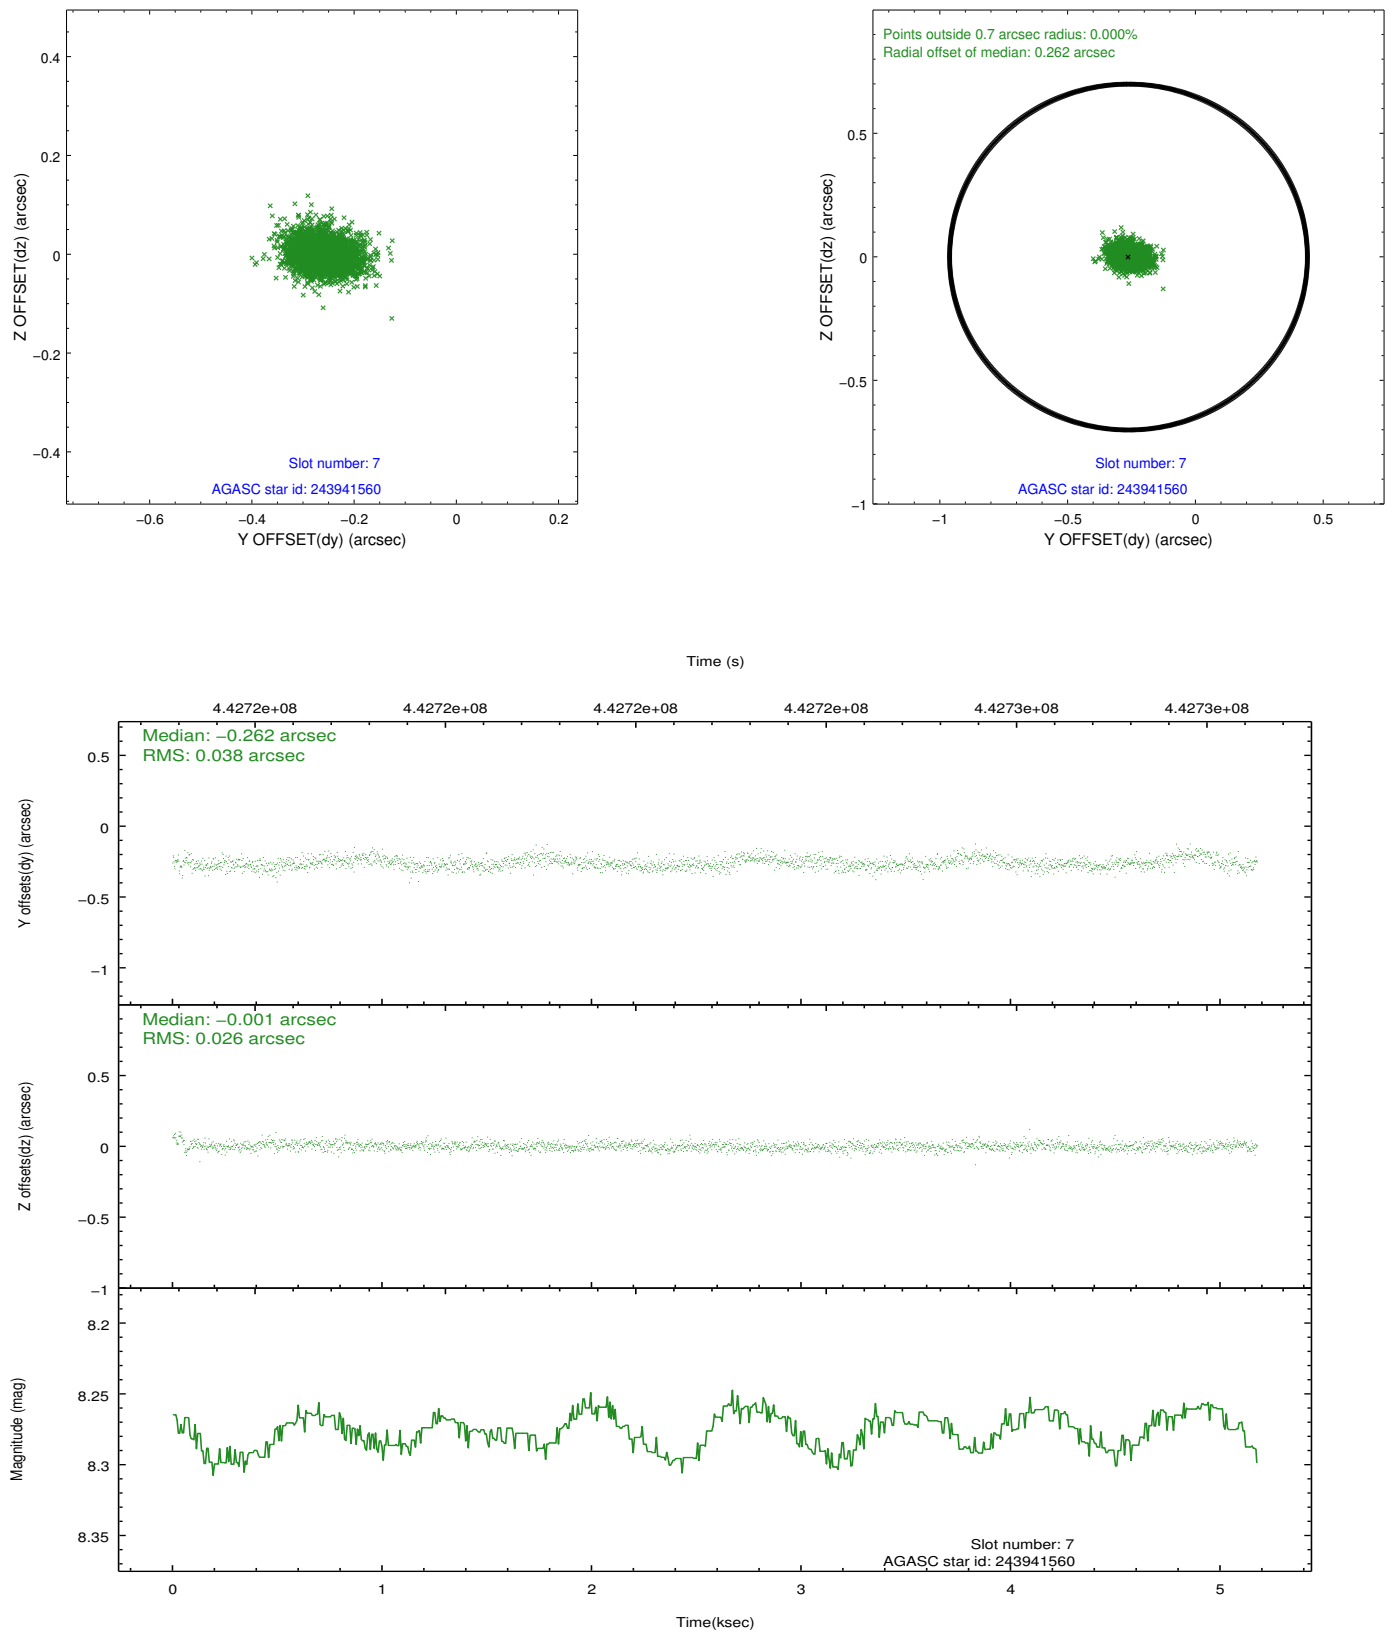 0.4
0.2
0
−0.2
−0.4
Z OFFSET(dz) (arcsec)
Slot number: 7
AGASC star id: 243941560
−0.6 −0.4 −0.2 0 0.2
Y OFFSET(dy) (arcsec)
Points outside 0.7 arcsec radius: 0.000%
Radial offset of median: 0.262 arcsec
0.5
0
−0.5
−1
Z OFFSET(dz) (arcsec)
Slot number: 7
AGASC star id: 243941560
−1 −0.5 0 0.5
Y OFFSET(dy) (arcsec)
Time (s)
4.4272e+08 4.4272e+08 4.4272e+08 4.4272e+08 4.4273e+08 4.4273e+08
Median: −0.262 arcsec
RMS: 0.038 arcsec
0.5
0
−0.5
−1
Y offsets(dy) (arcsec)
Median: −0.001 arcsec
RMS: 0.026 arcsec
0.5
0
−0.5
−1
Z offsets(dz) (arcsec)
8.2
8.25
8.3
8.35
Magnitude (mag)
Slot number: 7
AGASC star id: 243941560
0 1 2 3 4 5
Time(ksec)